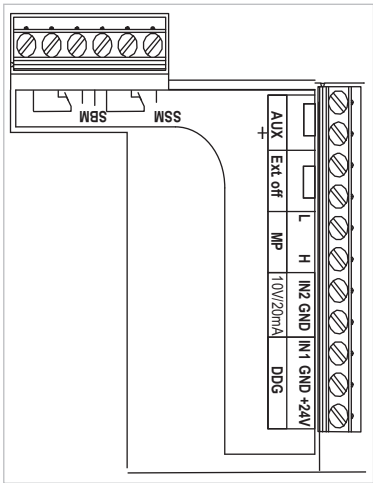 SBM SSM
AUX
+
Ext off
MP
L H
10V/20mA
IN2 GND
DDG
IN1 GND +24V